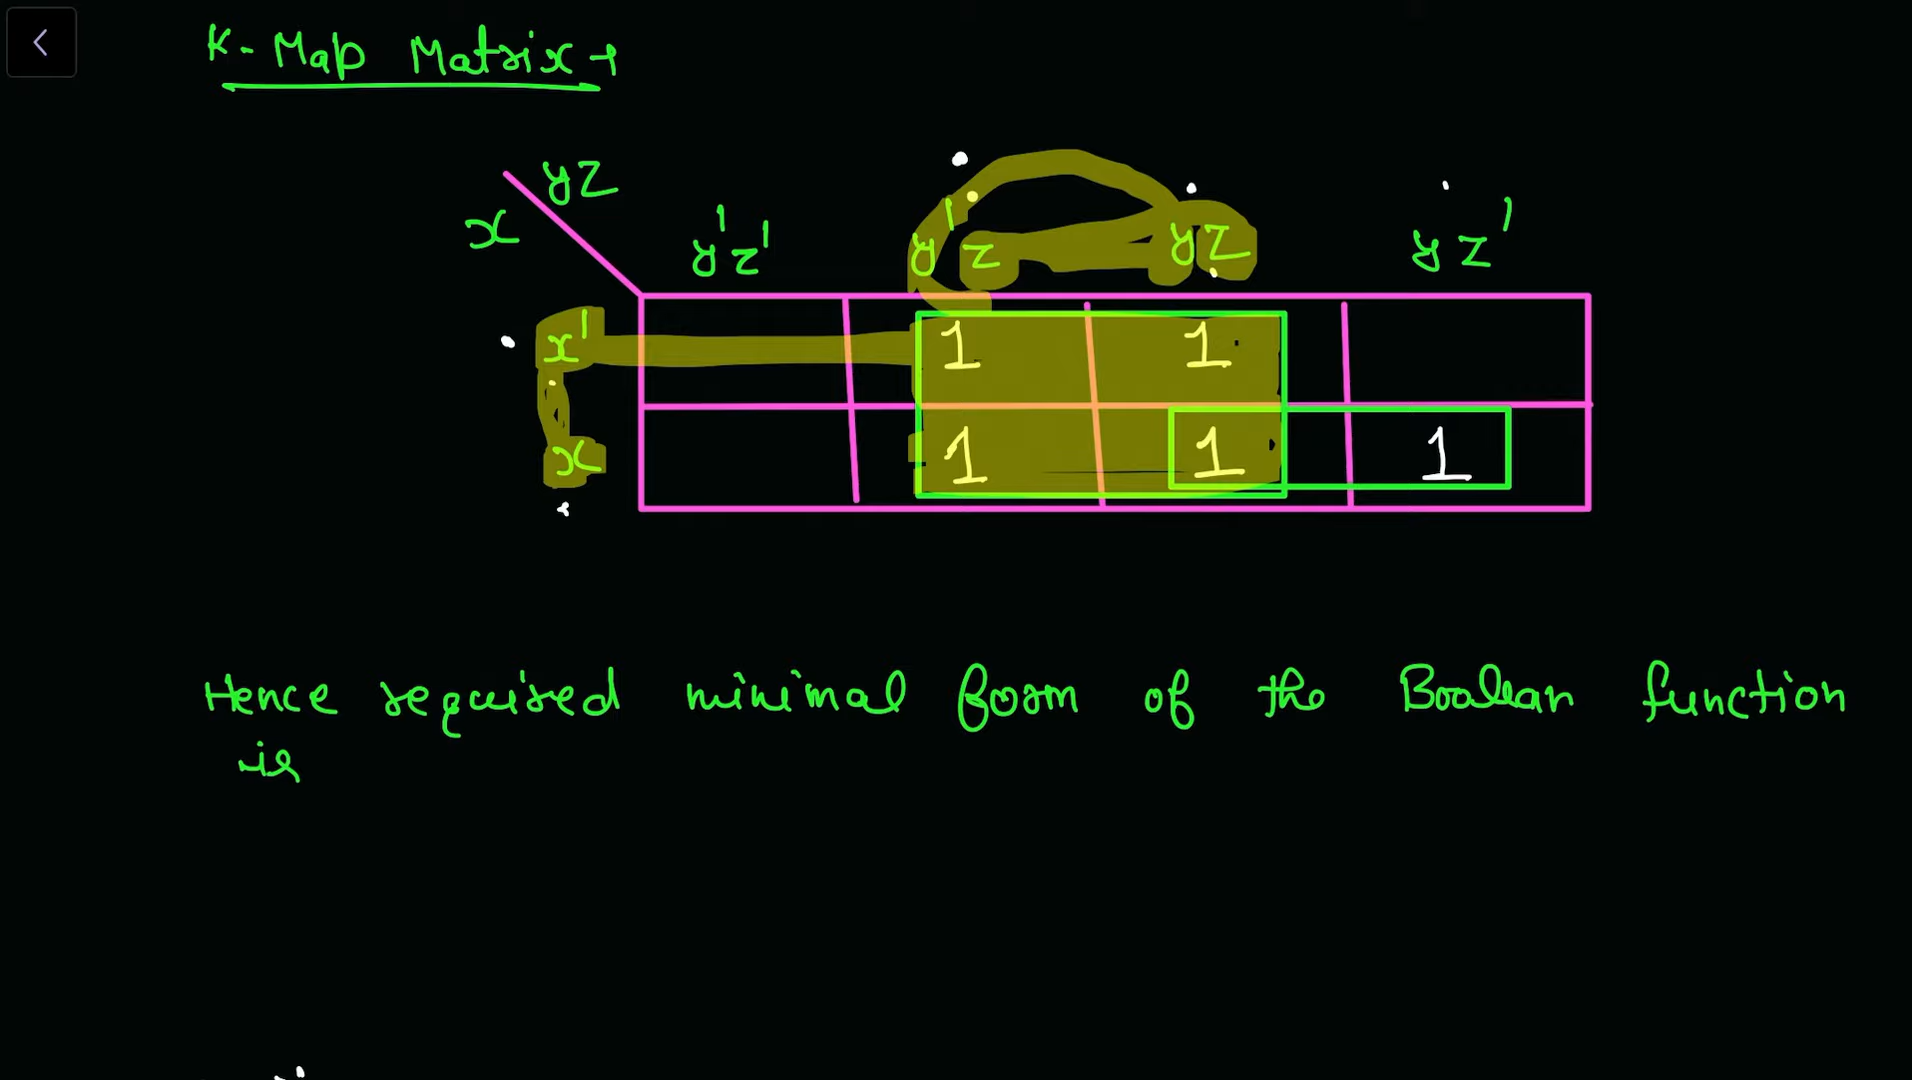 K-Map Matrix→
yz
x
y'z' y'z yz yz'
x' 1 1
x 1 1 1
Hence required minimal form of the Boolean function
is